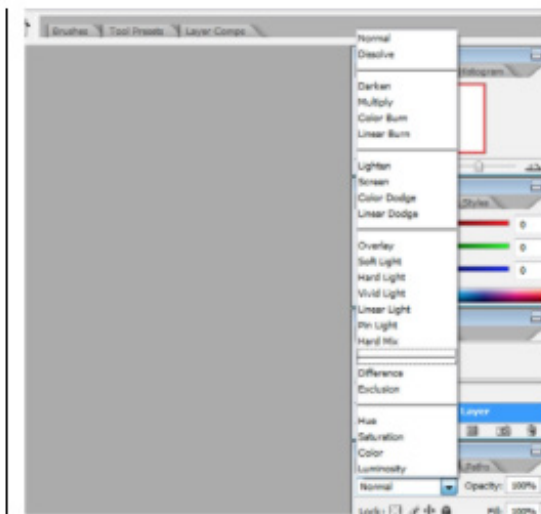 Brushes Tool Presets Layer Comps
Normal
Dissolve
Histogram
Darken
Multiply
Color Burn
Linear Burn
Lighten
Screen
Color Dodge
Linear Dodge
Styles
0
Overlay
0
Soft Light
Hard Light
0
Vivid Light
Linear Light
Pin Light
Hard Mix
Difference
Exclusion
Layer
Hue
Saturation
Color
Luminosity
Paths
Normal Opacity: 100%
Lock: Fill: 100%